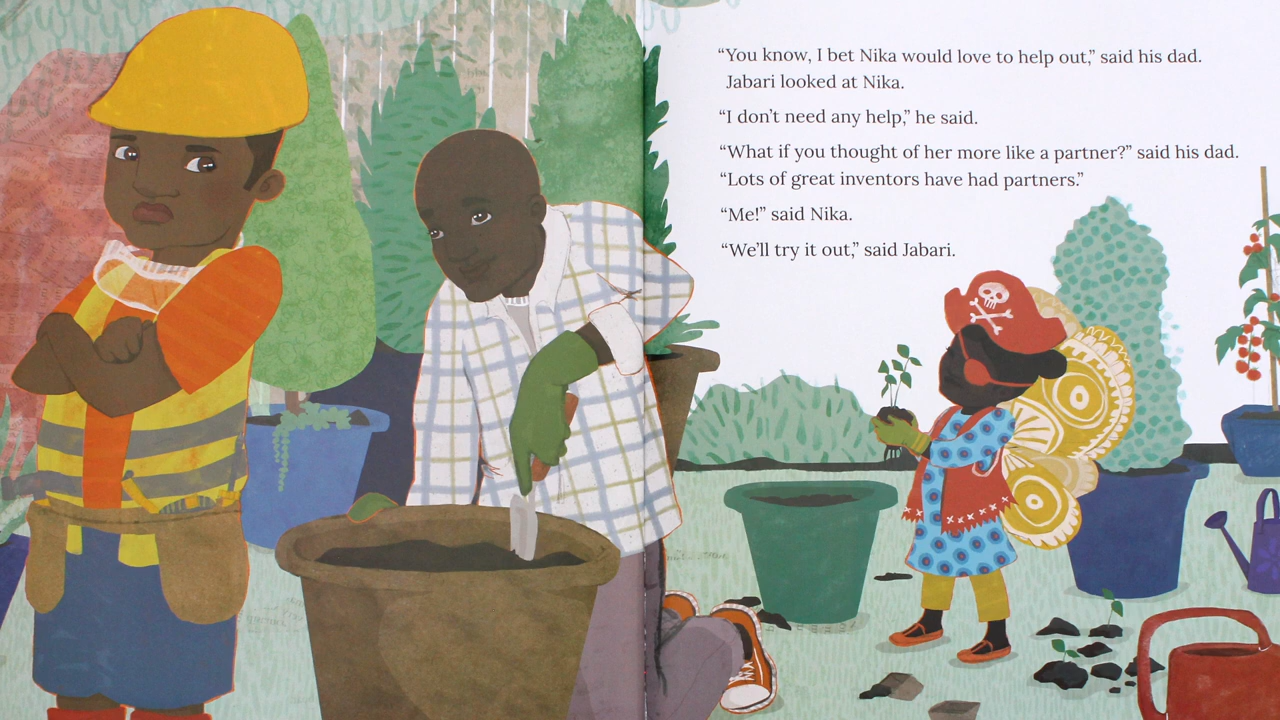 “You know, I bet Nika would love to help out,” said his dad.
Jabari looked at Nika.
“I don’t need any help,” he said.
“What if you thought of her more like a partner?” said his dad.
“Lots of great inventors have had partners.”
“Me!” said Nika.
“We’ll try it out,” said Jabari.